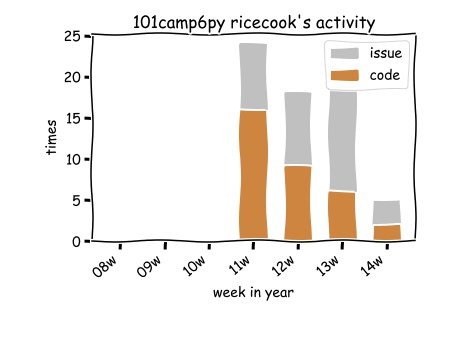 101camp6py ricecook's activity
issue
code
25
20
15
10
5
0
times
08w 09w 10w 11w 12w 13w 14w
week in year